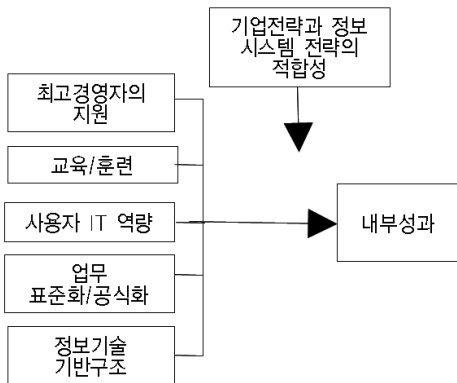 기업전략과 정보
시스템 전략의
적합성
최고경영자의
지원
교육/훈련
사용자 IT 역량
내부성과
업무
표준화/공식화
정보기술
기반구조